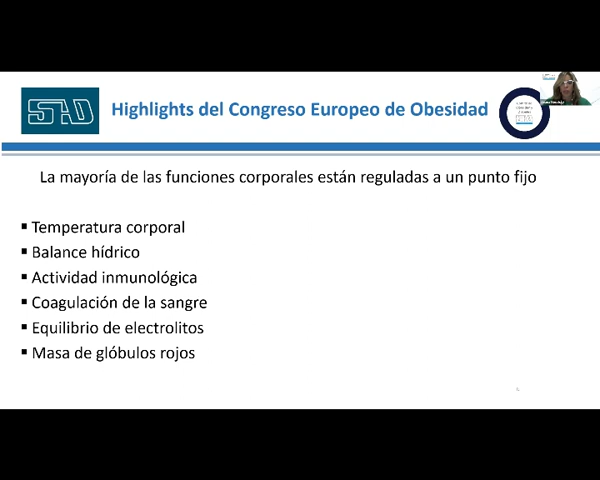 SAD
Highlights del Congreso Europeo de Obesidad
La mayoría de las funciones corporales están reguladas a un punto fijo
▪ Temperatura corporal
▪ Balance hídrico
▪ Actividad inmunológica
▪ Coagulación de la sangre
▪ Equilibrio de electrolitos
▪ Masa de glóbulos rojos